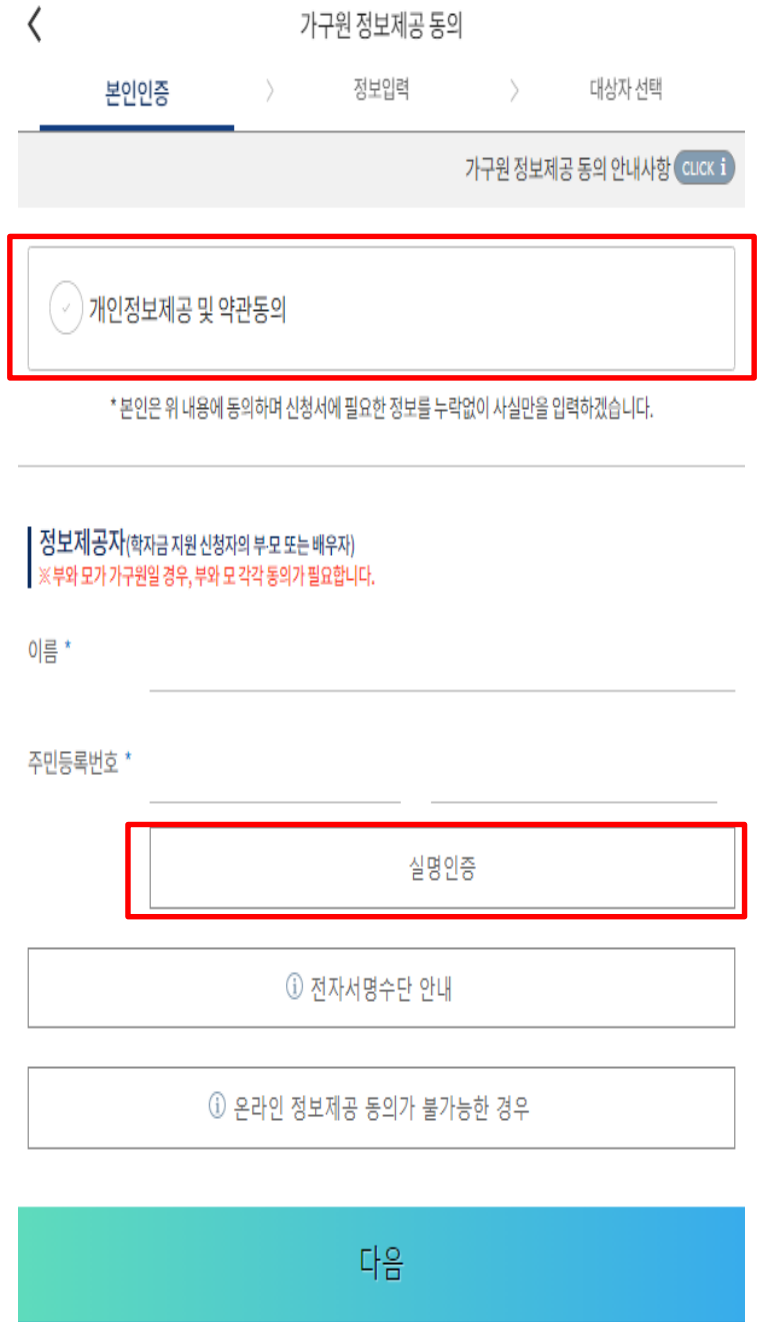 가구원 정보제공 동의
본인인증 〉 정보입력 〉 대상자 선택
가구원 정보제공 동의 안내사항 CLICK i
개인정보제공 및 약관동의
* 본인은 위 내용에 동의하며 신청서에 필요한 정보를 누락없이 사실만을 입력하겠습니다.
정보제공자(학자금 지원 신청자의 부·모 또는 배우자)
※ 부와 모가 가구원일 경우, 부와 모 각각 동의가 필요합니다.
이름 *
주민등록번호 *
실명인증
ⓘ 전자서명수단 안내
ⓘ 온라인 정보제공 동의가 불가능한 경우
다음